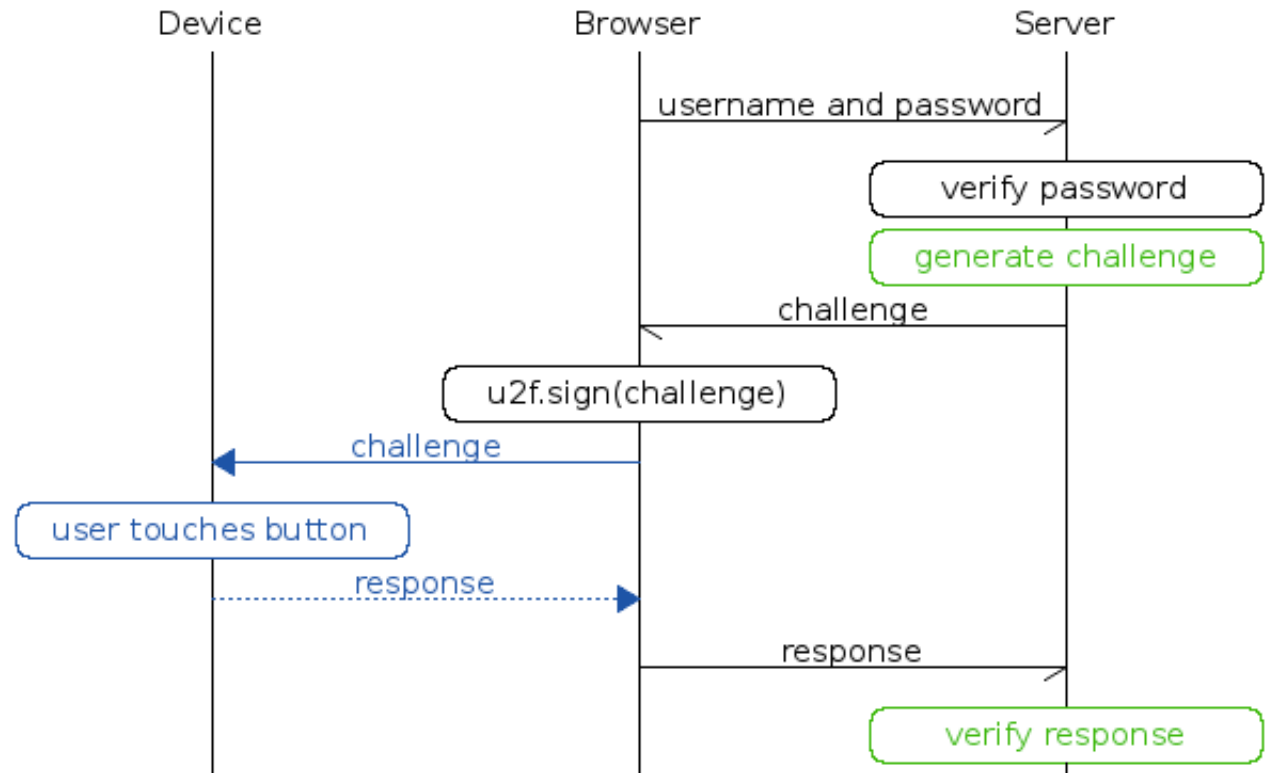 Device
Browser
Server
username and password
verify password
generate challenge
challenge
u2f.sign(challenge)
challenge
user touches button
response
response
verify response